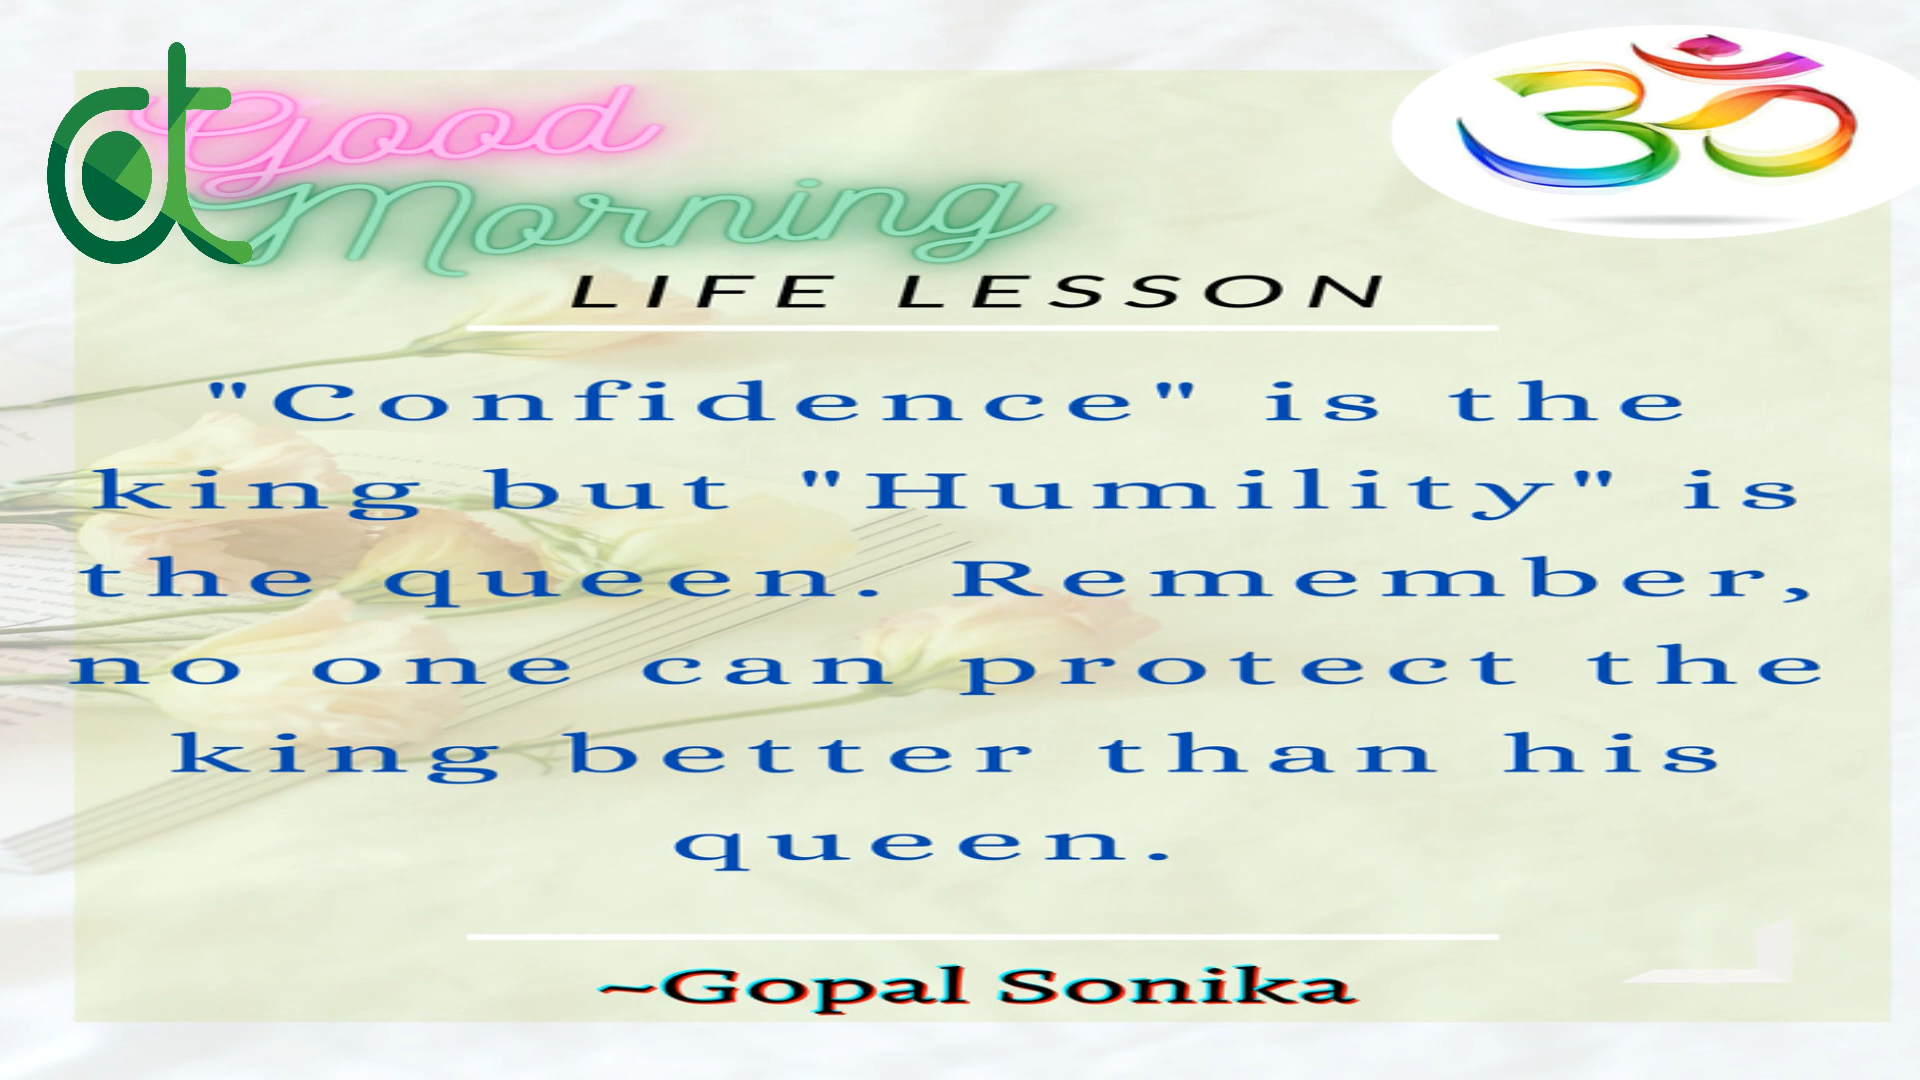 Good
Morning
LIFE LESSON
"Confidence" is the
king but "Humility" is
the queen. Remember,
no one can protect the
king better than his
queen.
~Gopal Sonika
ॐ